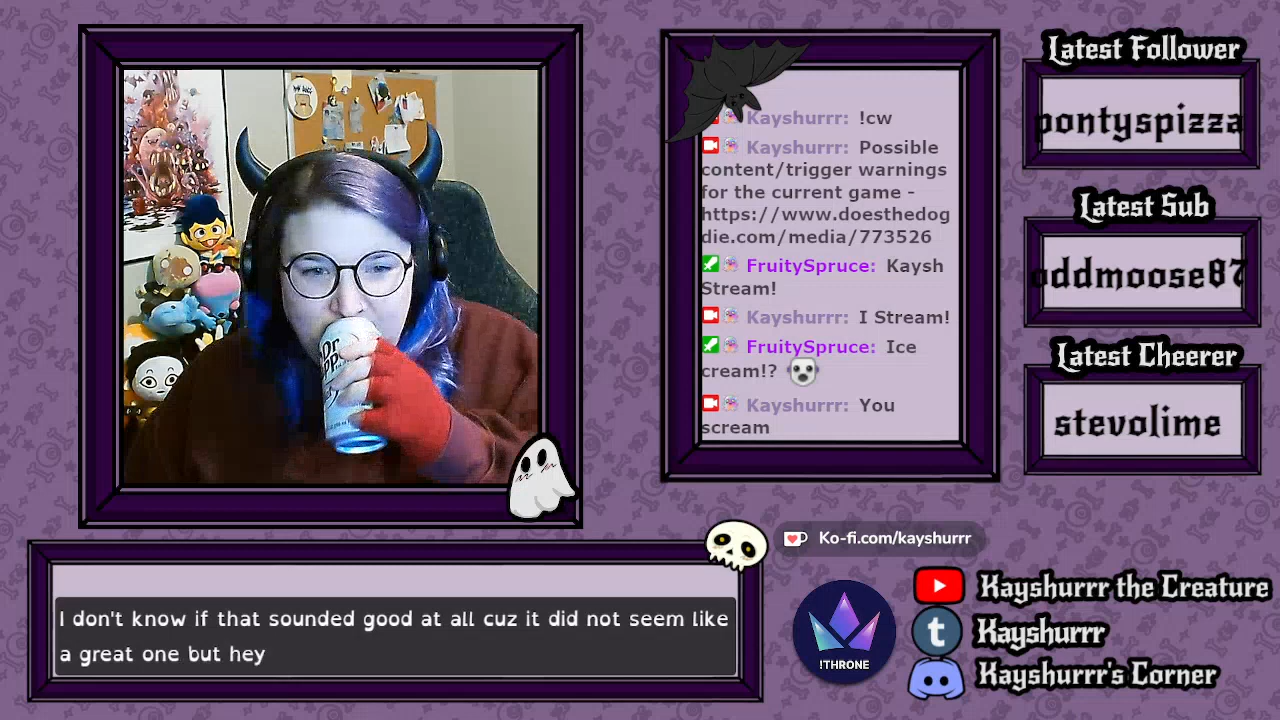 Latest Follower
pontyspizza
Latest Sub
oddmoose87
Latest Cheerer
stevolime
Kayshurrr: !cw
Kayshurrr: Possible
content/trigger warnings
for the current game -
https://www.doesthedog
die.com/media/773526
FruitySpruce: Kaysh
Stream!
Kayshurrr: I Stream!
FruitySpruce: Ice
cream!?
Kayshurrr: You
scream
Dr
I don't know if that sounded good at all cuz it did not seem like
a great one but hey
Ko-fi.com/kayshurrr
!THRONE
Kayshurrr the Creature
t Kayshurrr
Kayshurrr's Corner